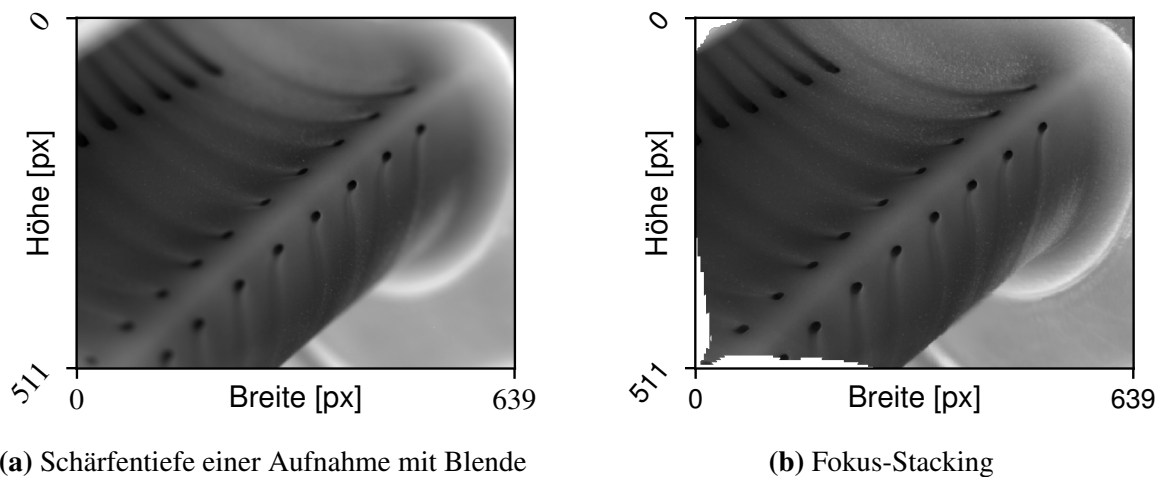 0
Höhe [px]
511
0
Breite [px]
639
(a) Schärfentiefe einer Aufnahme mit Blende
0
Höhe [px]
511
0
Breite [px]
639
(b) Fokus-Stacking